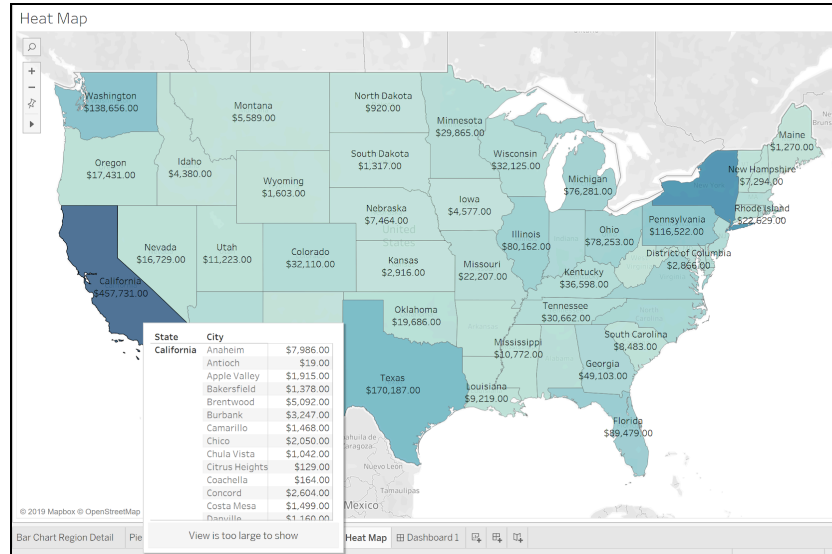 Heat Map
Washington
$138,656.00
Montana
$5,589.00
North Dakota
$920.00
Minnesota
$29,865.00
Maine
$1,270.00
Oregon
$17,431.00
Idaho
$4,380.00
South Dakota
$1,317.00
Wisconsin
$32,125.00
Michigan
$76,281.00
New Hampshire
$7,294.00
Wyoming
$1,603.00
Nebraska
$7,464.00
Iowa
$4,577.00
Rhode Island
$22,629.00
Pennsylvania
$116,522.00
United
States
Illinois
$80,162.00
Ohio
$78,253.00
Nevada
$16,729.00
Utah
$11,223.00
Colorado
$32,110.00
Kansas
$2,916.00
Missouri
$22,207.00
District of Columbia
$2,866.00
Kentucky
$36,598.00
California
$457,731.00
Oklahoma
$19,686.00
Tennessee
$30,662.00
South Carolina
$8,483.00
Mississippi
$10,772.00
Georgia
$49,103.00
Texas
$170,187.00
Louisiana
$9,219.00
Florida
$89,479.00
State City
California Anaheim $7,986.00
Antioch $19.00
Apple Valley $1,915.00
Bakersfield $1,378.00
Brentwood $5,092.00
Burbank $3,247.00
Camarillo $1,468.00
Chico $2,050.00
Chula Vista $1,042.00
Citrus Heights $129.00
Coachella $164.00
Concord $2,604.00
Costa Mesa $1,499.00
Danville $1,160.00
View is too large to show
Nuevo León
Tamaulipas
Mexico
© 2019 Mapbox © OpenStreetMap
Bar Chart Region Detail Pie Heat Map Dashboard 1